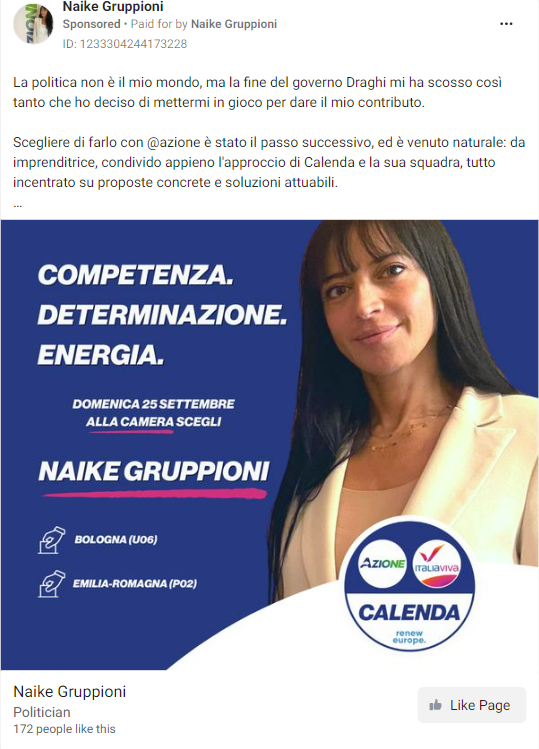 Naike Gruppioni
Sponsored • Paid for by Naike Gruppioni
ID: 1233304244173228
La politica non è il mio mondo, ma la fine del governo Draghi mi ha scosso così
tanto che ho deciso di mettermi in gioco per dare il mio contributo.
Scegliere di farlo con @azione è stato il passo successivo, ed è venuto naturale: da
imprenditrice, condivido appieno l'approccio di Calenda e la sua squadra, tutto
incentrato su proposte concrete e soluzioni attuabili.
...
COMPETENZA.
DETERMINAZIONE.
ENERGIA.
DOMENICA 25 SETTEMBRE
ALLA CAMERA SCEGLI
NAIKE GRUPPIONI
BOLOGNA (U06)
EMILIA-ROMAGNA (P02)
AZIONE
ITALIAVIVA
CALENDA
renew
europe.
Naike Gruppioni
Politician
172 people like this
Like Page